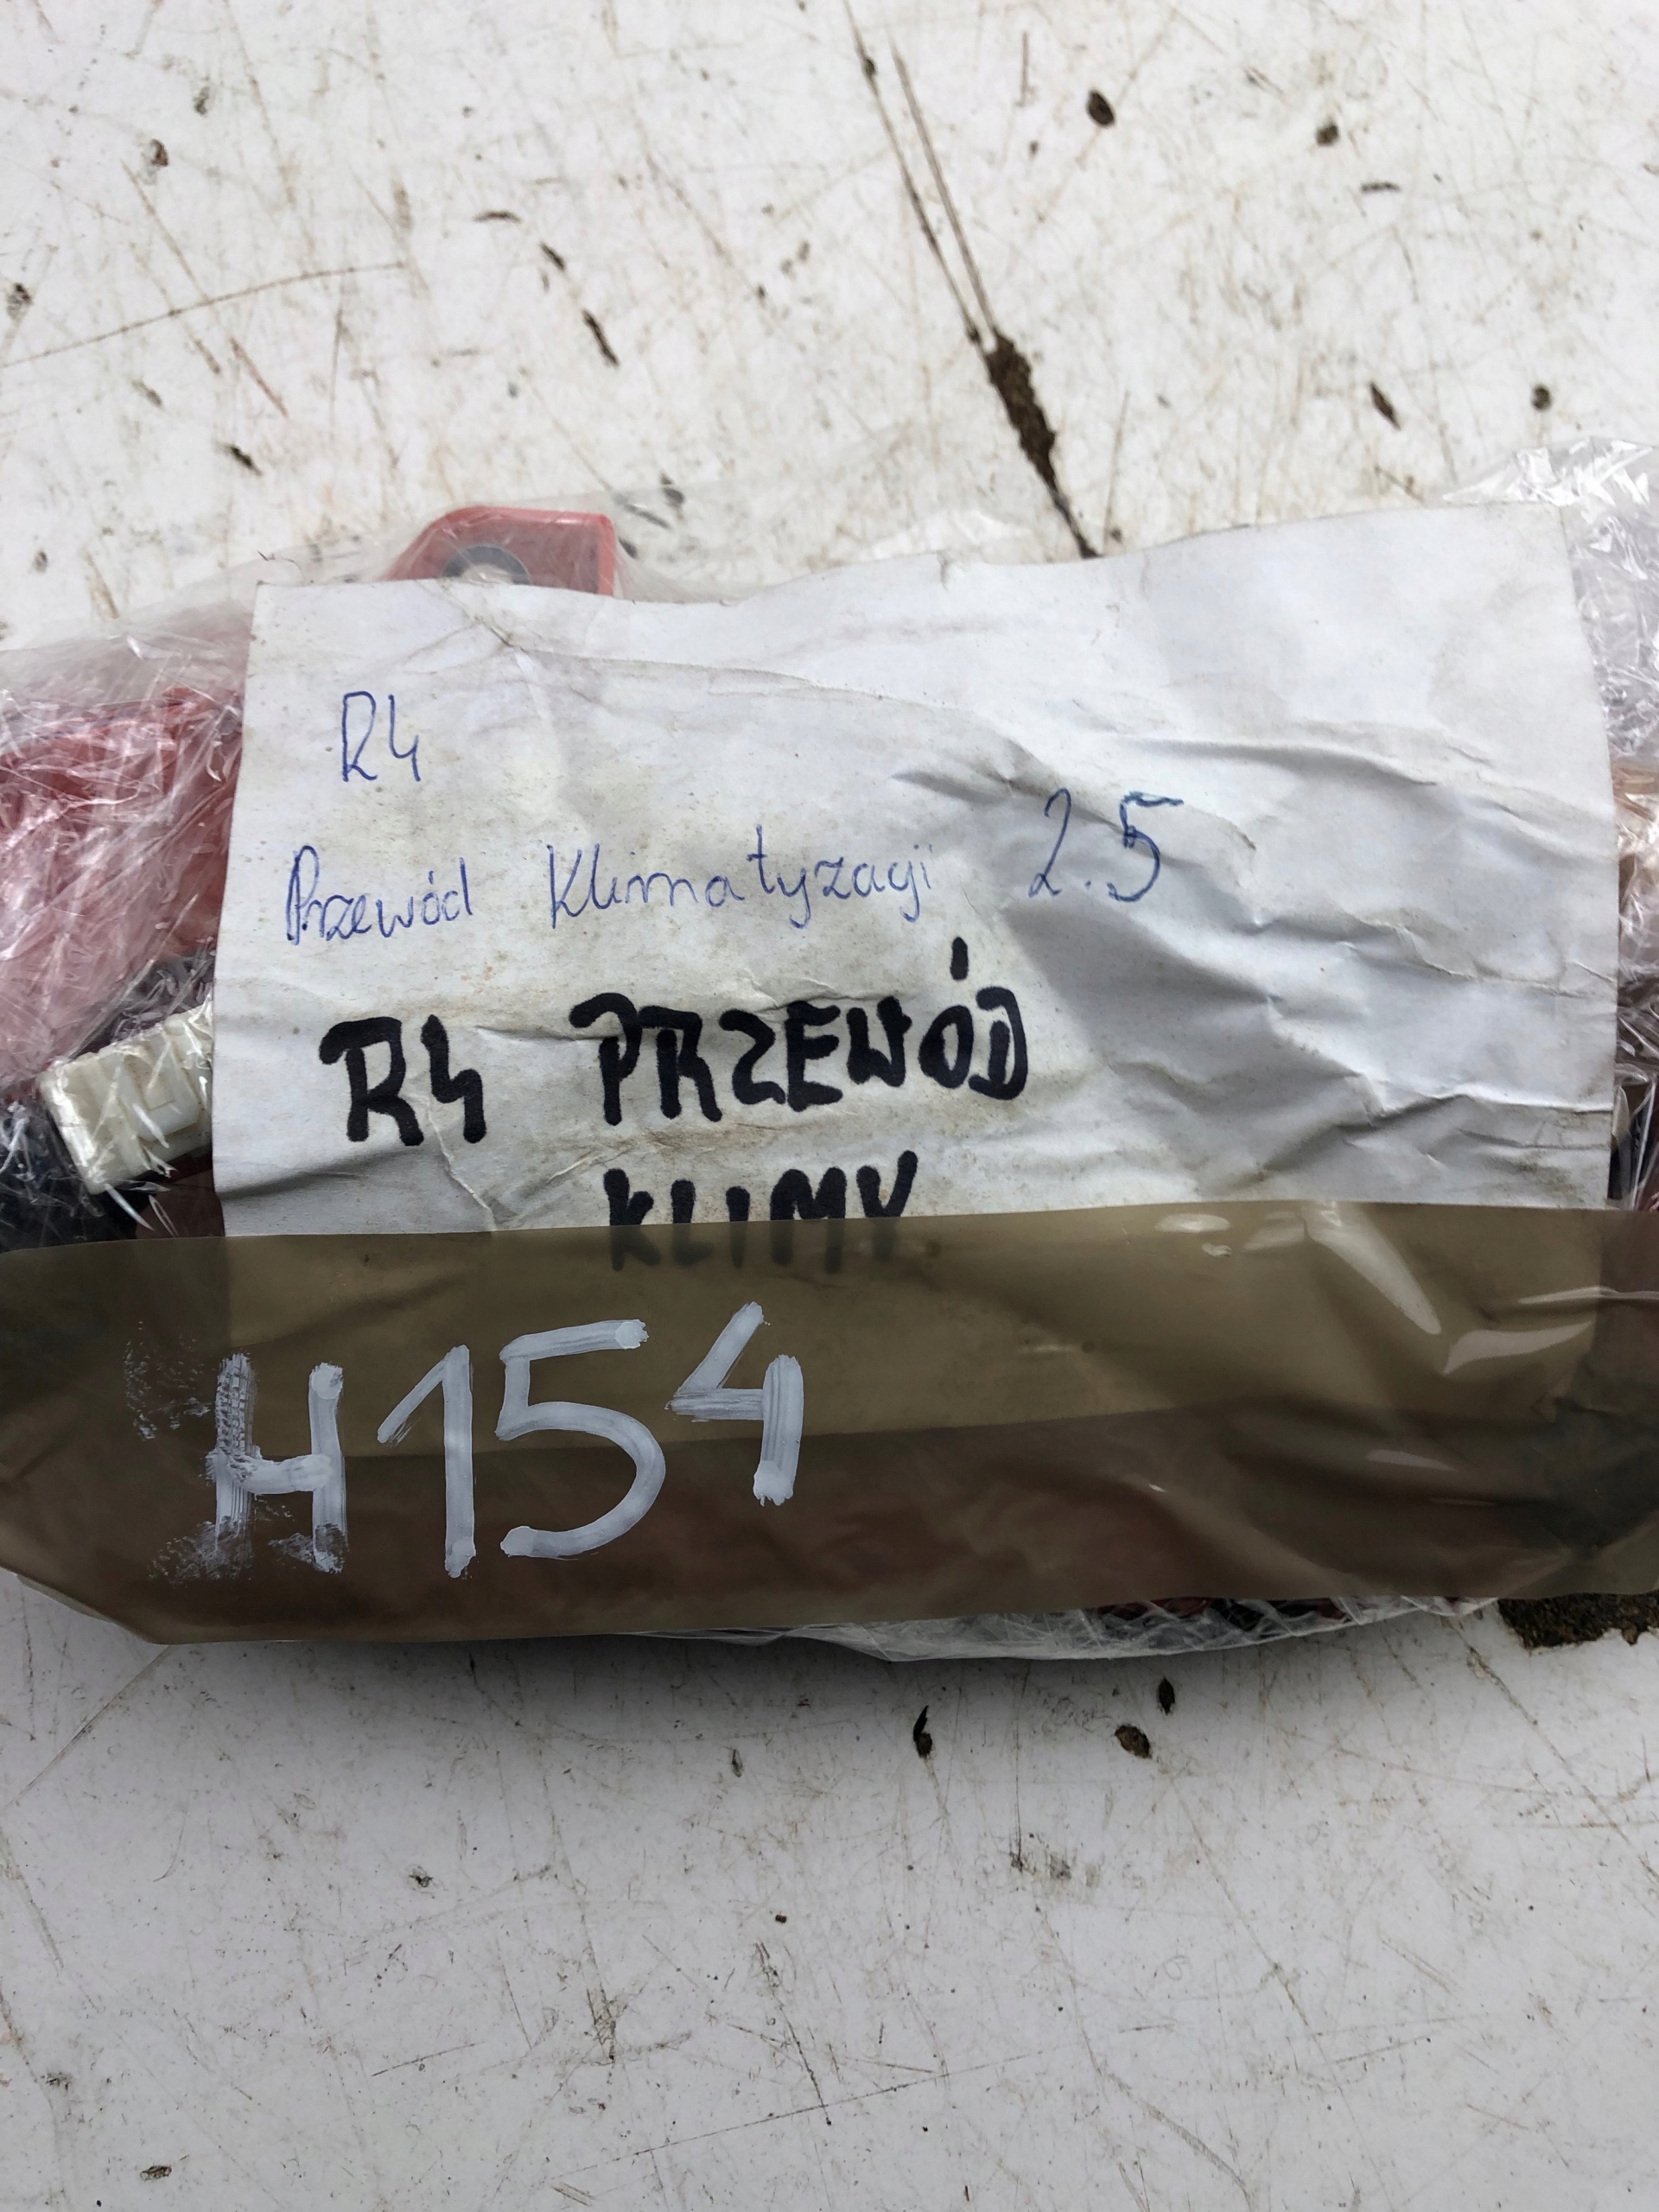 R4
Przewód Klimatyzacji 2.5
R4 PRZEWÓD
KLIMY
H154